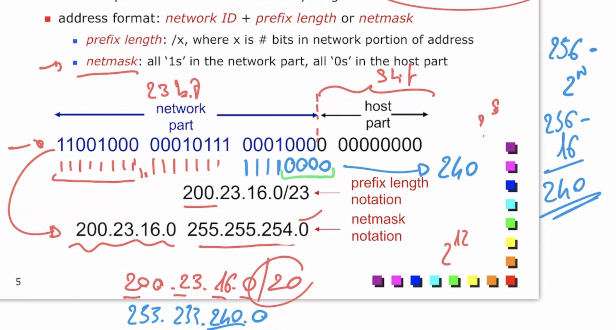 ▪ address format: network ID + prefix length or netmask
▪ prefix length: /x, where x is # bits in network portion of address
▪ netmask: all '1s' in the network part, all '0s' in the host part
256 -
2^N
256 -
16
240
23 bit
network
part
host
part
11001000 00010111 00010000 00000000
1111 0000
240
200.23.16.0/23
prefix length
notation
200.23.16.0 255.255.254.0
netmask
notation
2^12
5
200.23.16.0/20
255.255.240.0